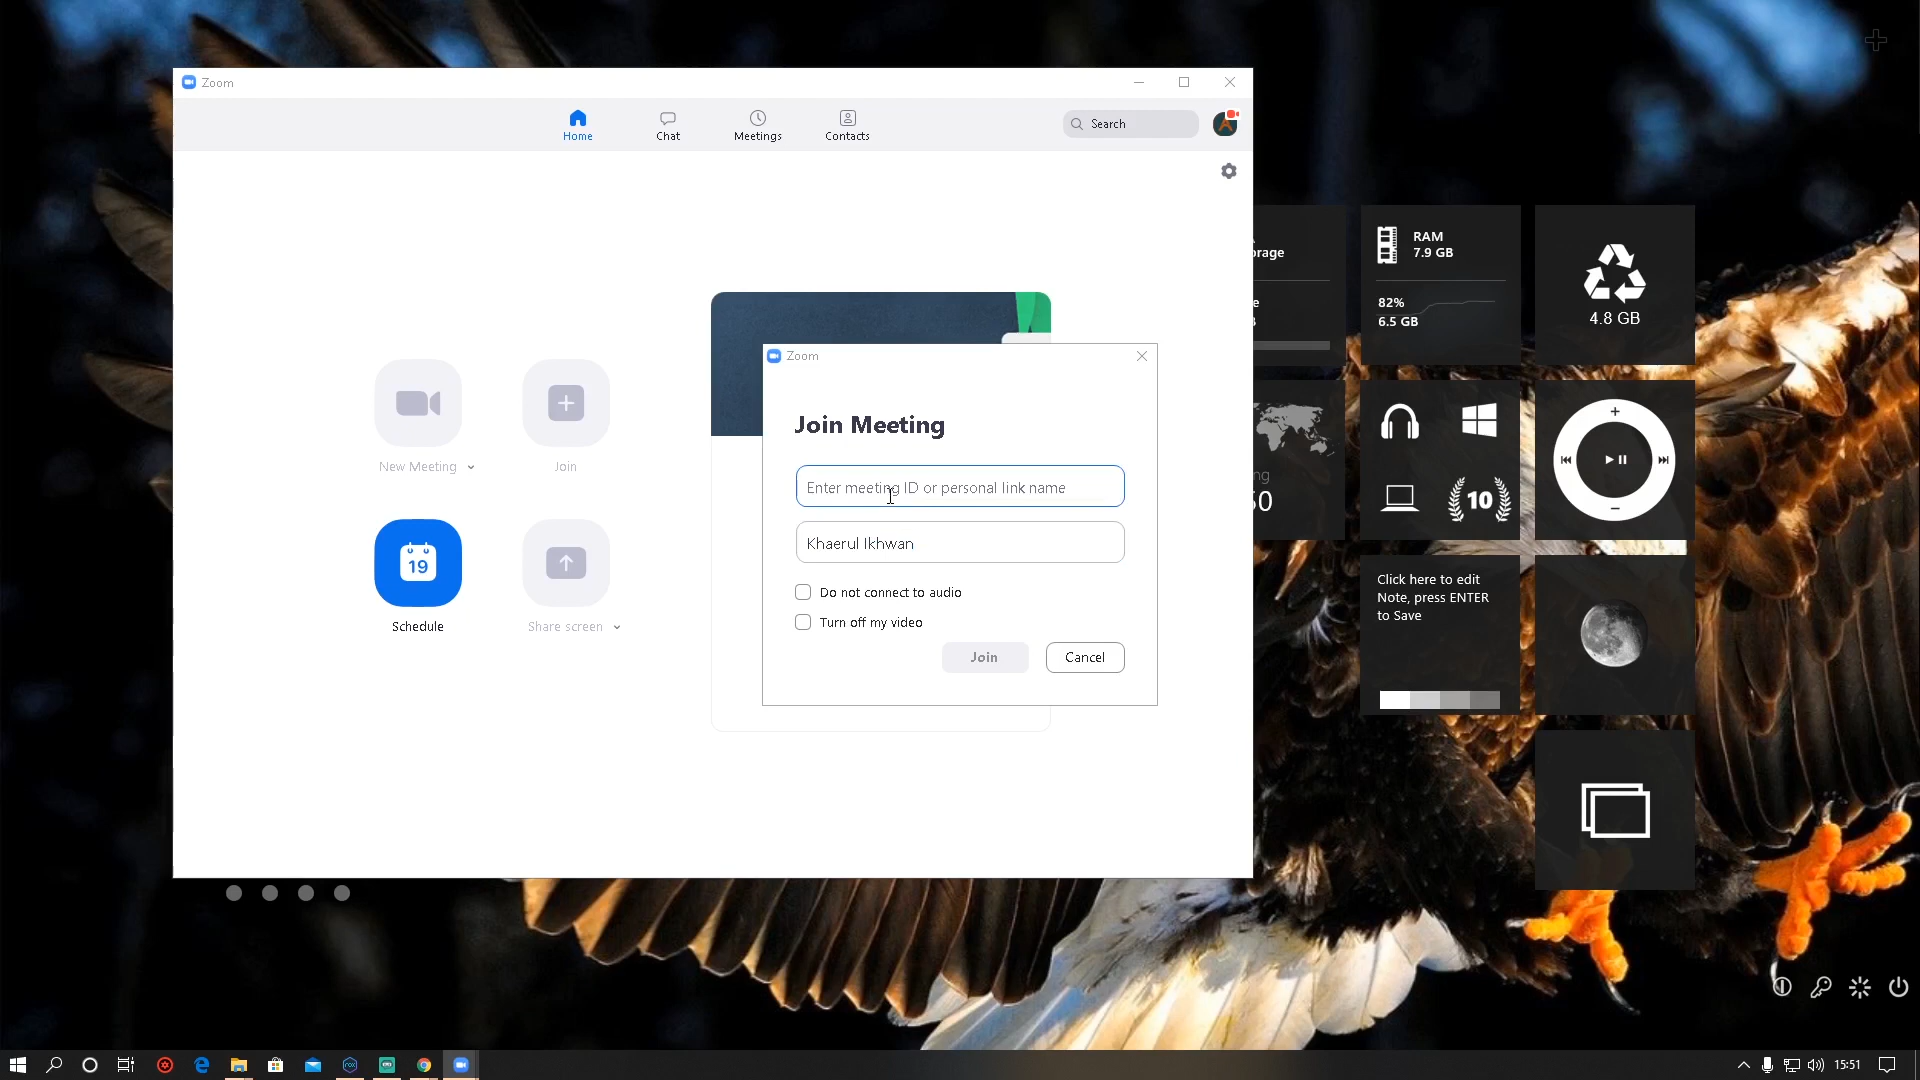 Zoom
Home
Chat
Meetings
Contacts
Search
New Meeting
Join
19
Schedule
Share screen
Zoom
Join Meeting
Enter meeting ID or personal link name
Khaerul Ikhwan
Do not connect to audio
Turn off my video
Join
Cancel
RAM
7.9 GB
82%
6.5 GB
4.8 GB
10
Click here to edit
Note, press ENTER
to Save
15:51